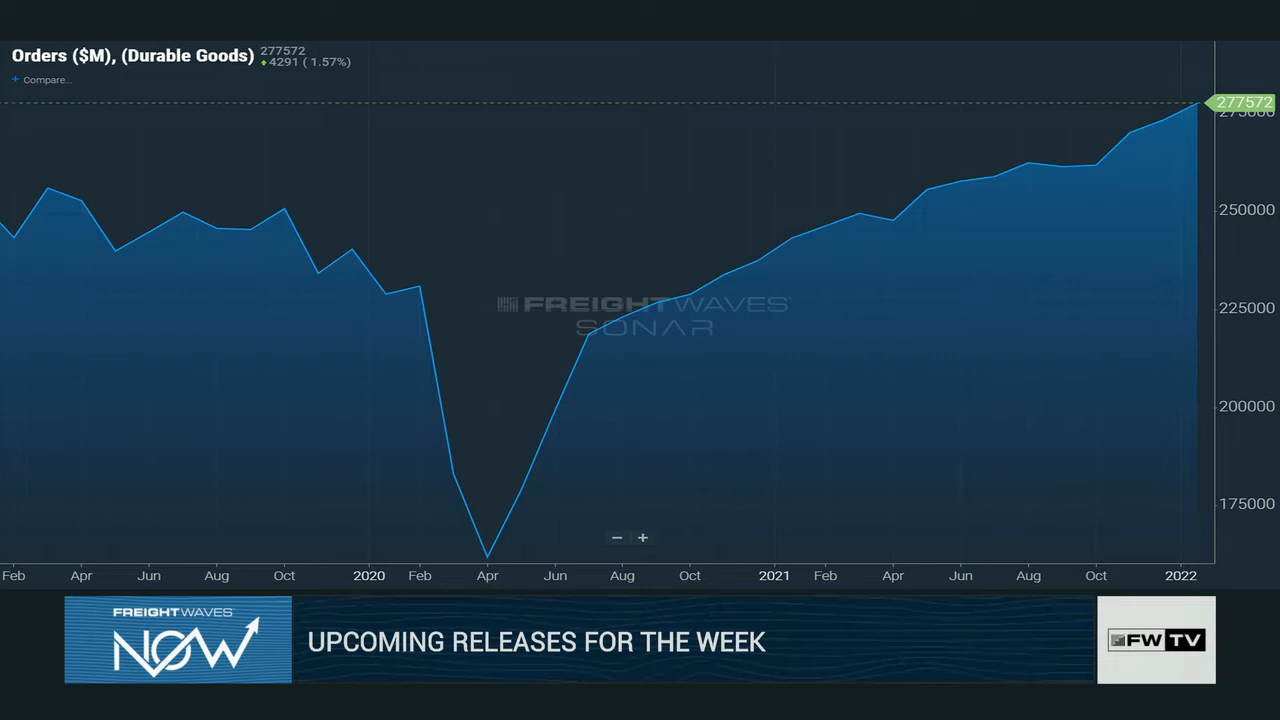 Orders ($M), (Durable Goods) 277572
4291 ( 1.57%)
+ Compare...
277572
275000
250000
FREIGHTWAVES
SONAR
225000
200000
175000
Feb Apr Jun Aug Oct 2020 Feb Apr Jun Aug Oct 2021 Feb Apr Jun Aug Oct 2022
FREIGHTWAVES
NOW
UPCOMING RELEASES FOR THE WEEK
FW TV